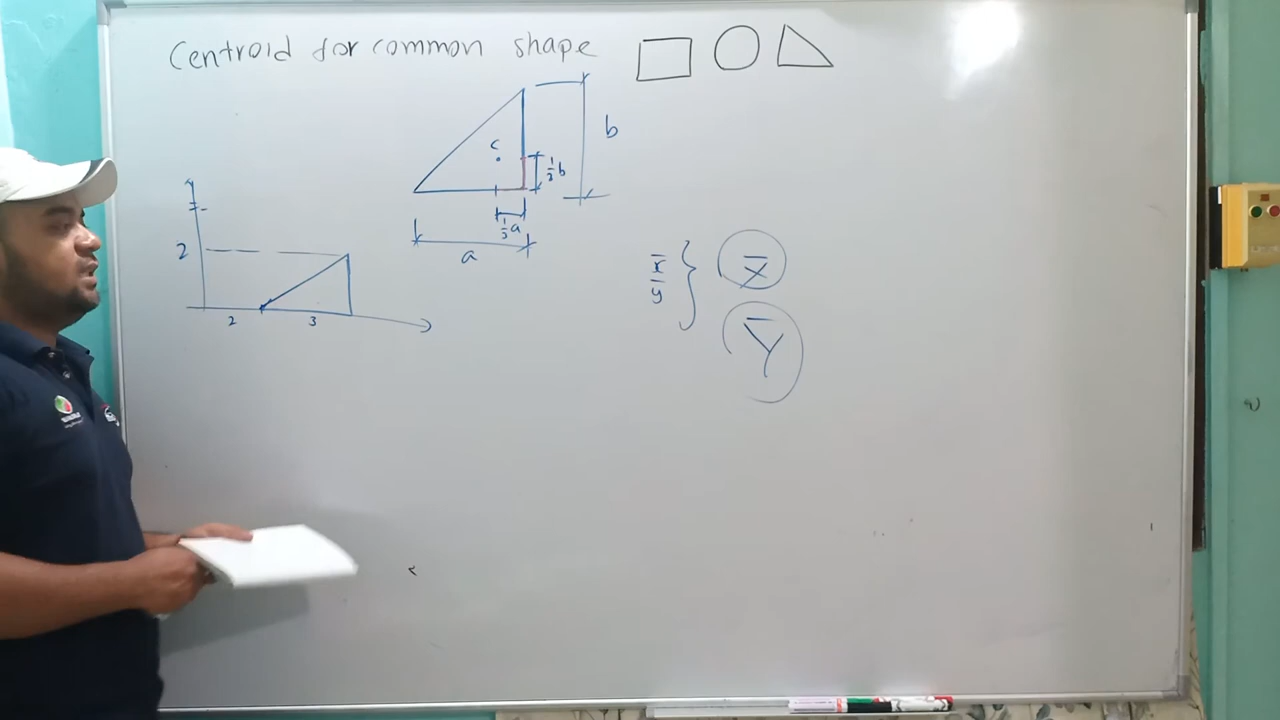 Centroid for common shape
b
c
1/3 b
1/3 a
a
2
2
3
x̄
ȳ
X̄
Ȳ